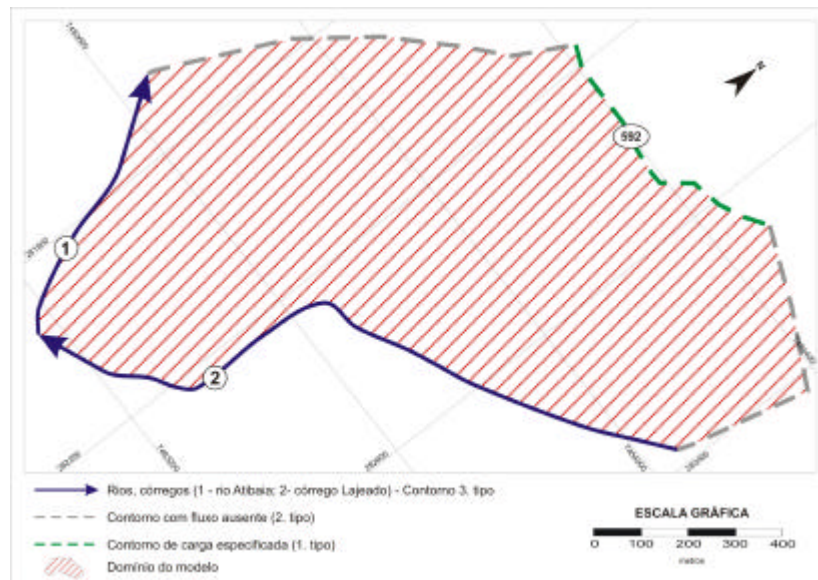 N
592
1
2
Rios, córregos (1 - rio Atibaia; 2- córrego Lajeado) - Contorno 3. tipo
Contorno com fluxo ausente (2. tipo)
Contorno de carga especificada (1. tipo)
Domínio do modelo
ESCALA GRÁFICA
0 100 200 300 400
metros